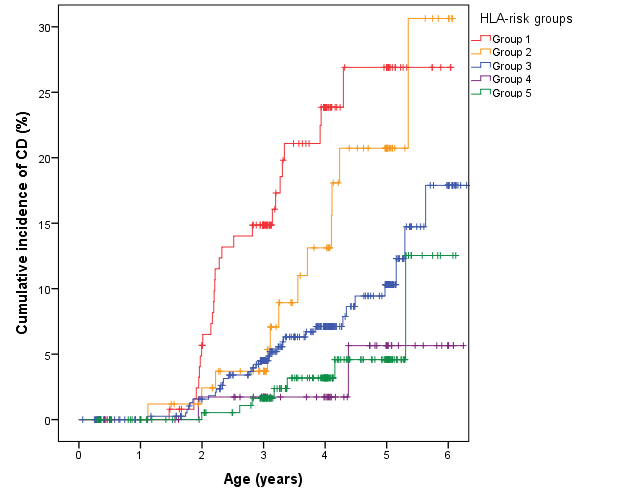 HLA-risk groups
Group 1
Group 2
Group 3
Group 4
Group 5
Cumulative incidence of CD (%)
30
25
20
15
10
5
0
0 1 2 3 4 5 6
Age (years)